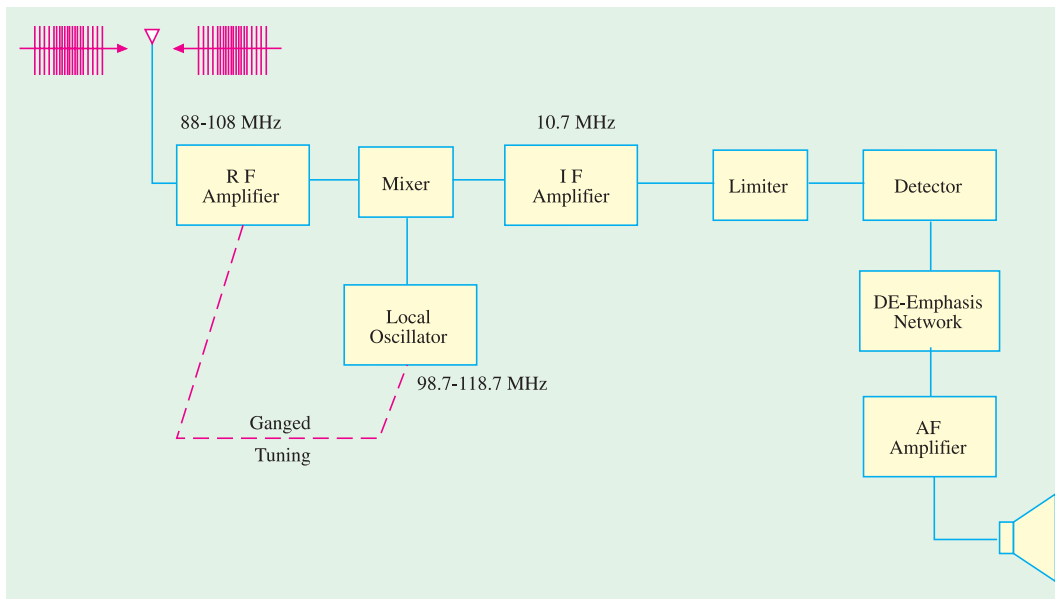 88-108 MHz
10.7 MHz
R F
Amplifier
Mixer
I F
Amplifier
Limiter
Detector
Local
Oscillator
98.7-118.7 MHz
DE-Emphasis
Network
Ganged
Tuning
AF
Amplifier